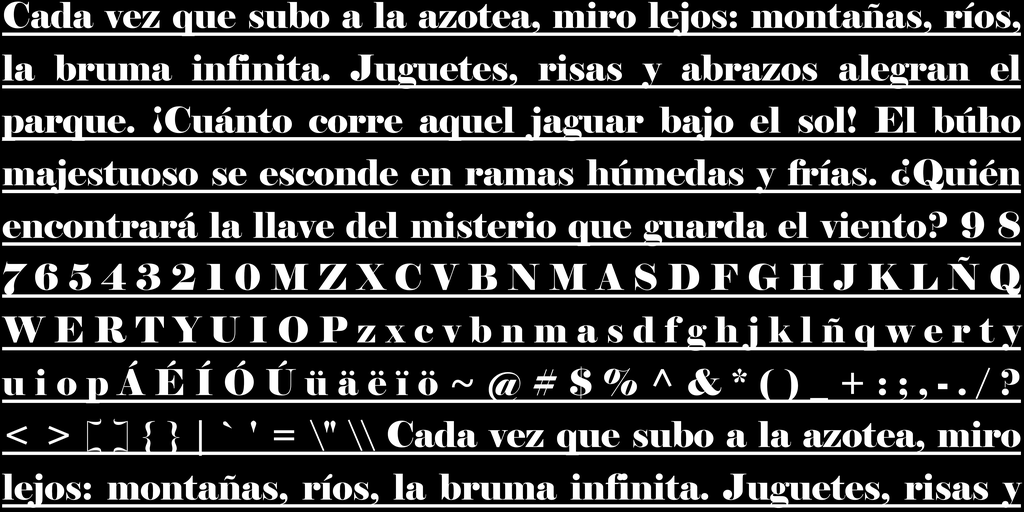 Cada vez que subo a la azotea, miro lejos: montañas, ríos,
la bruma infinita. Juguetes, risas y abrazos alegran el
parque. ¡Cuánto corre aquel jaguar bajo el sol! El búho
majestuoso se esconde en ramas húmedas y frías. ¿Quién
encontrará la llave del misterio que guarda el viento? 9 8
7 6 5 4 3 2 1 0 M Z X C V B N M A S D F G H J K L Ñ Q
W E R T Y U I O P z x c v b n m a s d f g h j k l ñ q w e r t y
u i o p Á É Í Ó Ú ü ä ë ï ö ~ @ # $ % ^ & * ( ) _ + : ; , - . / ?
< > [ ] { } | ` ' = \" \\ Cada vez que subo a la azotea, miro
lejos: montañas, ríos, la bruma infinita. Juguetes, risas y